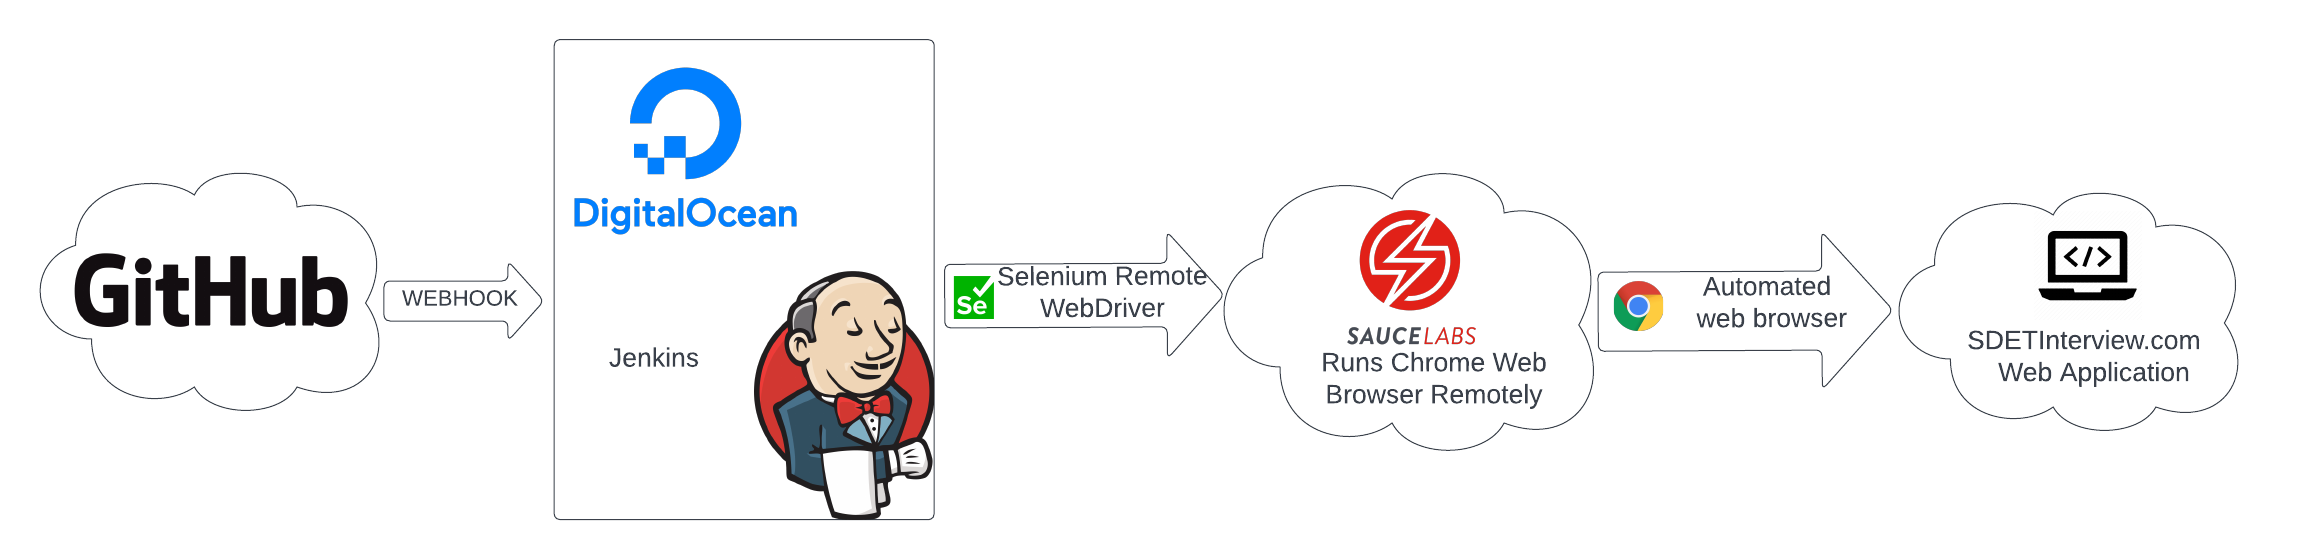 GitHub
WEBHOOK
DigitalOcean
Jenkins
Se
Selenium Remote
WebDriver
SAUCELABS
Runs Chrome Web
Browser Remotely
Automated
web browser
</>
SDETInterview.com
Web Application